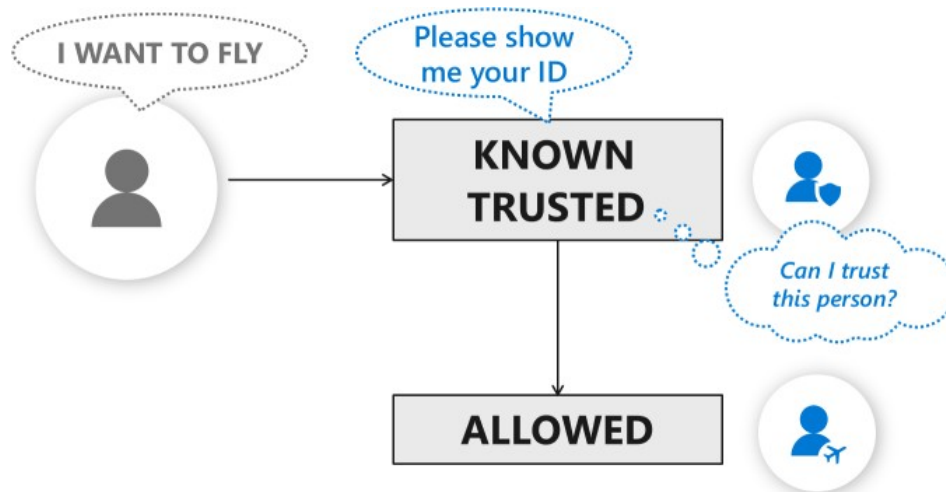 I WANT TO FLY
Please show
me your ID
KNOWN
TRUSTED
Can I trust
this person?
ALLOWED